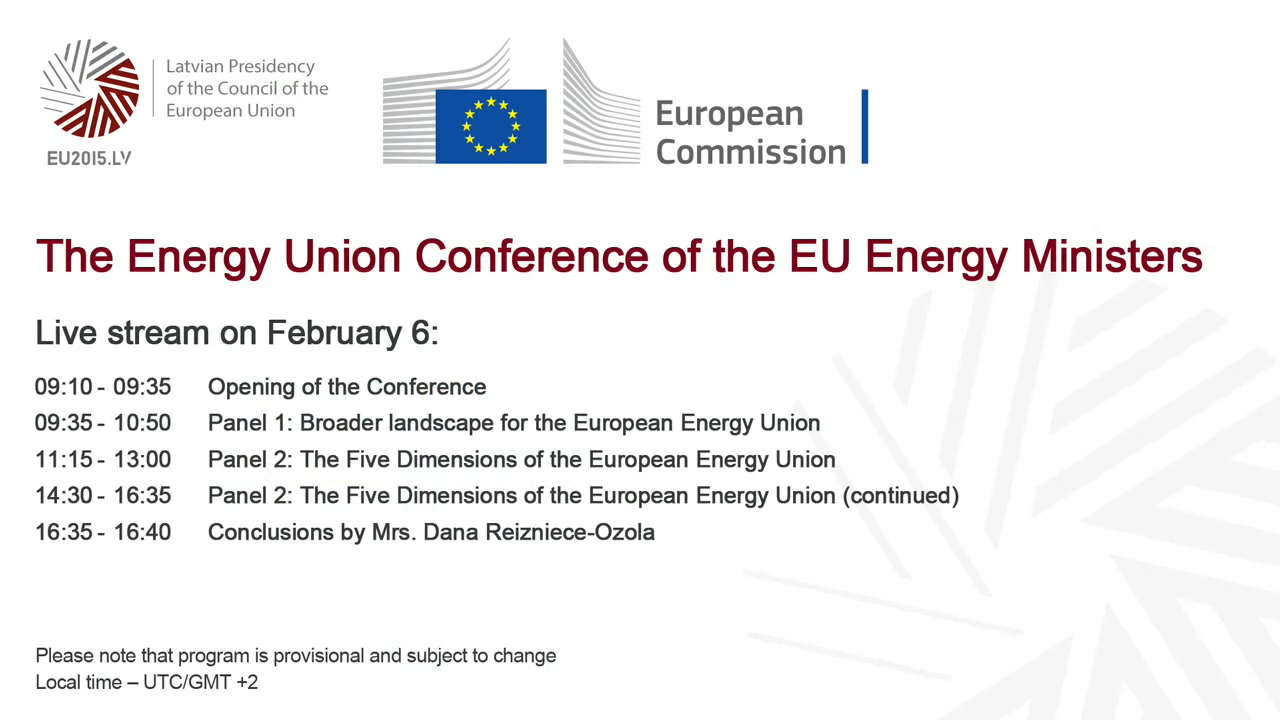 Latvian Presidency
of the Council of the
European Union
EU2015.LV
European
Commission
The Energy Union Conference of the EU Energy Ministers
Live stream on February 6:
09:10 - 09:35 Opening of the Conference
09:35 - 10:50 Panel 1: Broader landscape for the European Energy Union
11:15 - 13:00 Panel 2: The Five Dimensions of the European Energy Union
14:30 - 16:35 Panel 2: The Five Dimensions of the European Energy Union (continued)
16:35 - 16:40 Conclusions by Mrs. Dana Reizniece-Ozola
Please note that program is provisional and subject to change
Local time – UTC/GMT +2